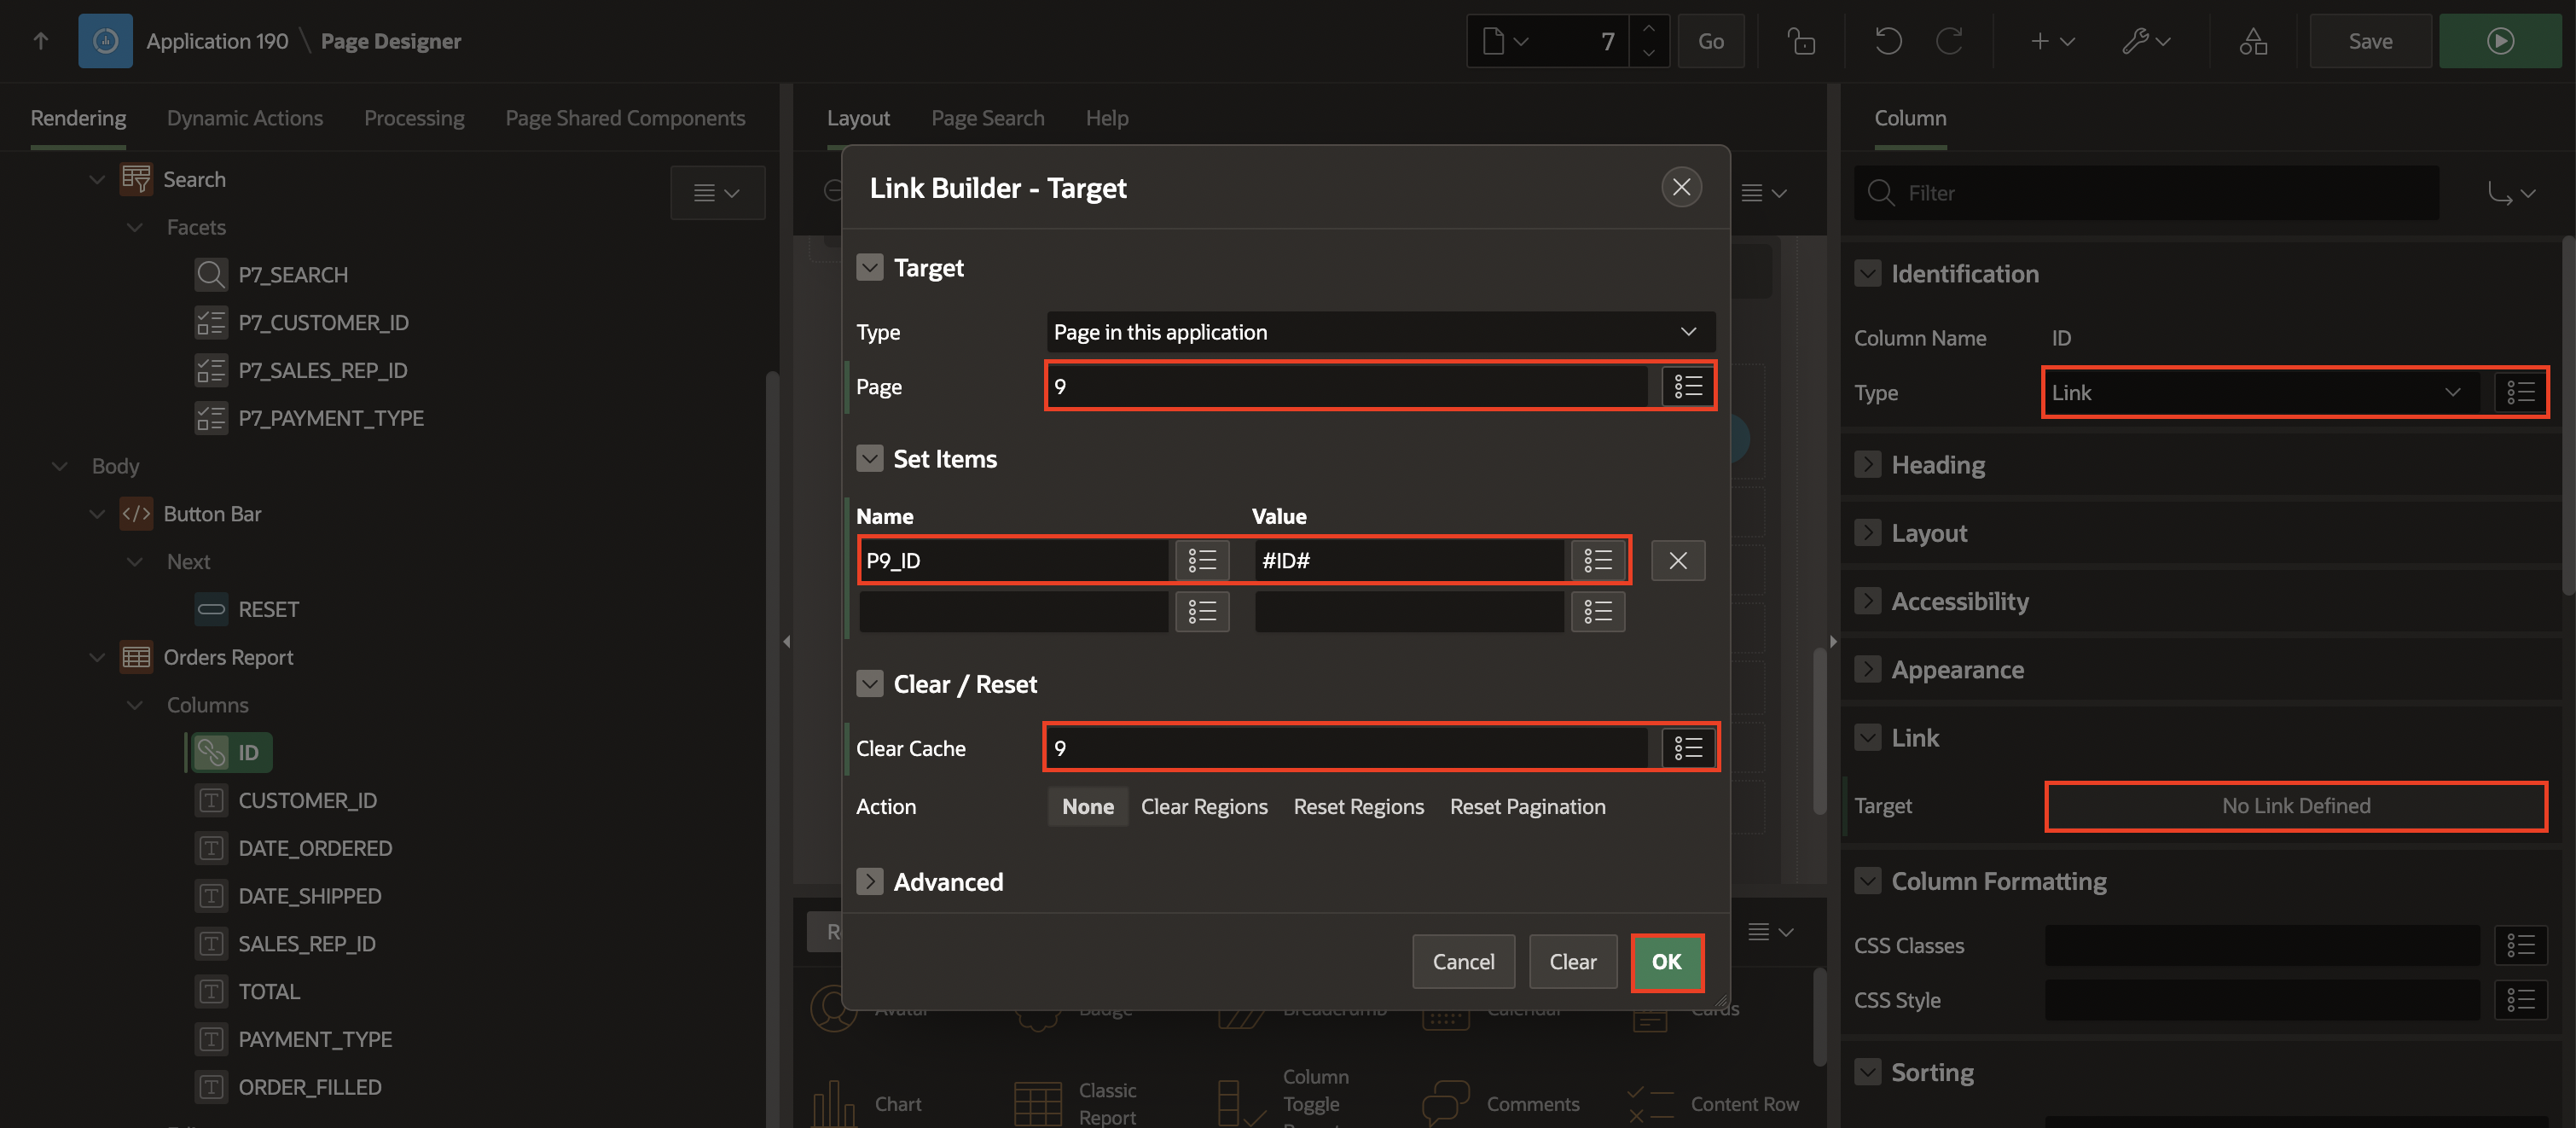 Application 190 \ Page Designer
7
Go
Save
Rendering
Dynamic Actions
Processing
Page Shared Components
Search
Facets
P7_SEARCH
P7_CUSTOMER_ID
P7_SALES_REP_ID
P7_PAYMENT_TYPE
Body
Button Bar
Next
RESET
Orders Report
Columns
ID
CUSTOMER_ID
DATE_ORDERED
DATE_SHIPPED
SALES_REP_ID
TOTAL
PAYMENT_TYPE
ORDER_FILLED
Layout
Page Search
Help
Link Builder - Target
Target
Type
Page in this application
Page
9
Set Items
Name
Value
P9_ID
#ID#
Clear / Reset
Clear Cache
9
Action
None
Clear Regions
Reset Regions
Reset Pagination
Advanced
Cancel
Clear
OK
Avatar
Badge
Breadcrumb
Calendar
Cards
Chart
Classic
Report
Column
Toggle
Comments
Content Row
Column
Filter
Identification
Column Name
ID
Type
Link
Heading
Layout
Accessibility
Appearance
Link
Target
No Link Defined
Column Formatting
CSS Classes
CSS Style
Sorting